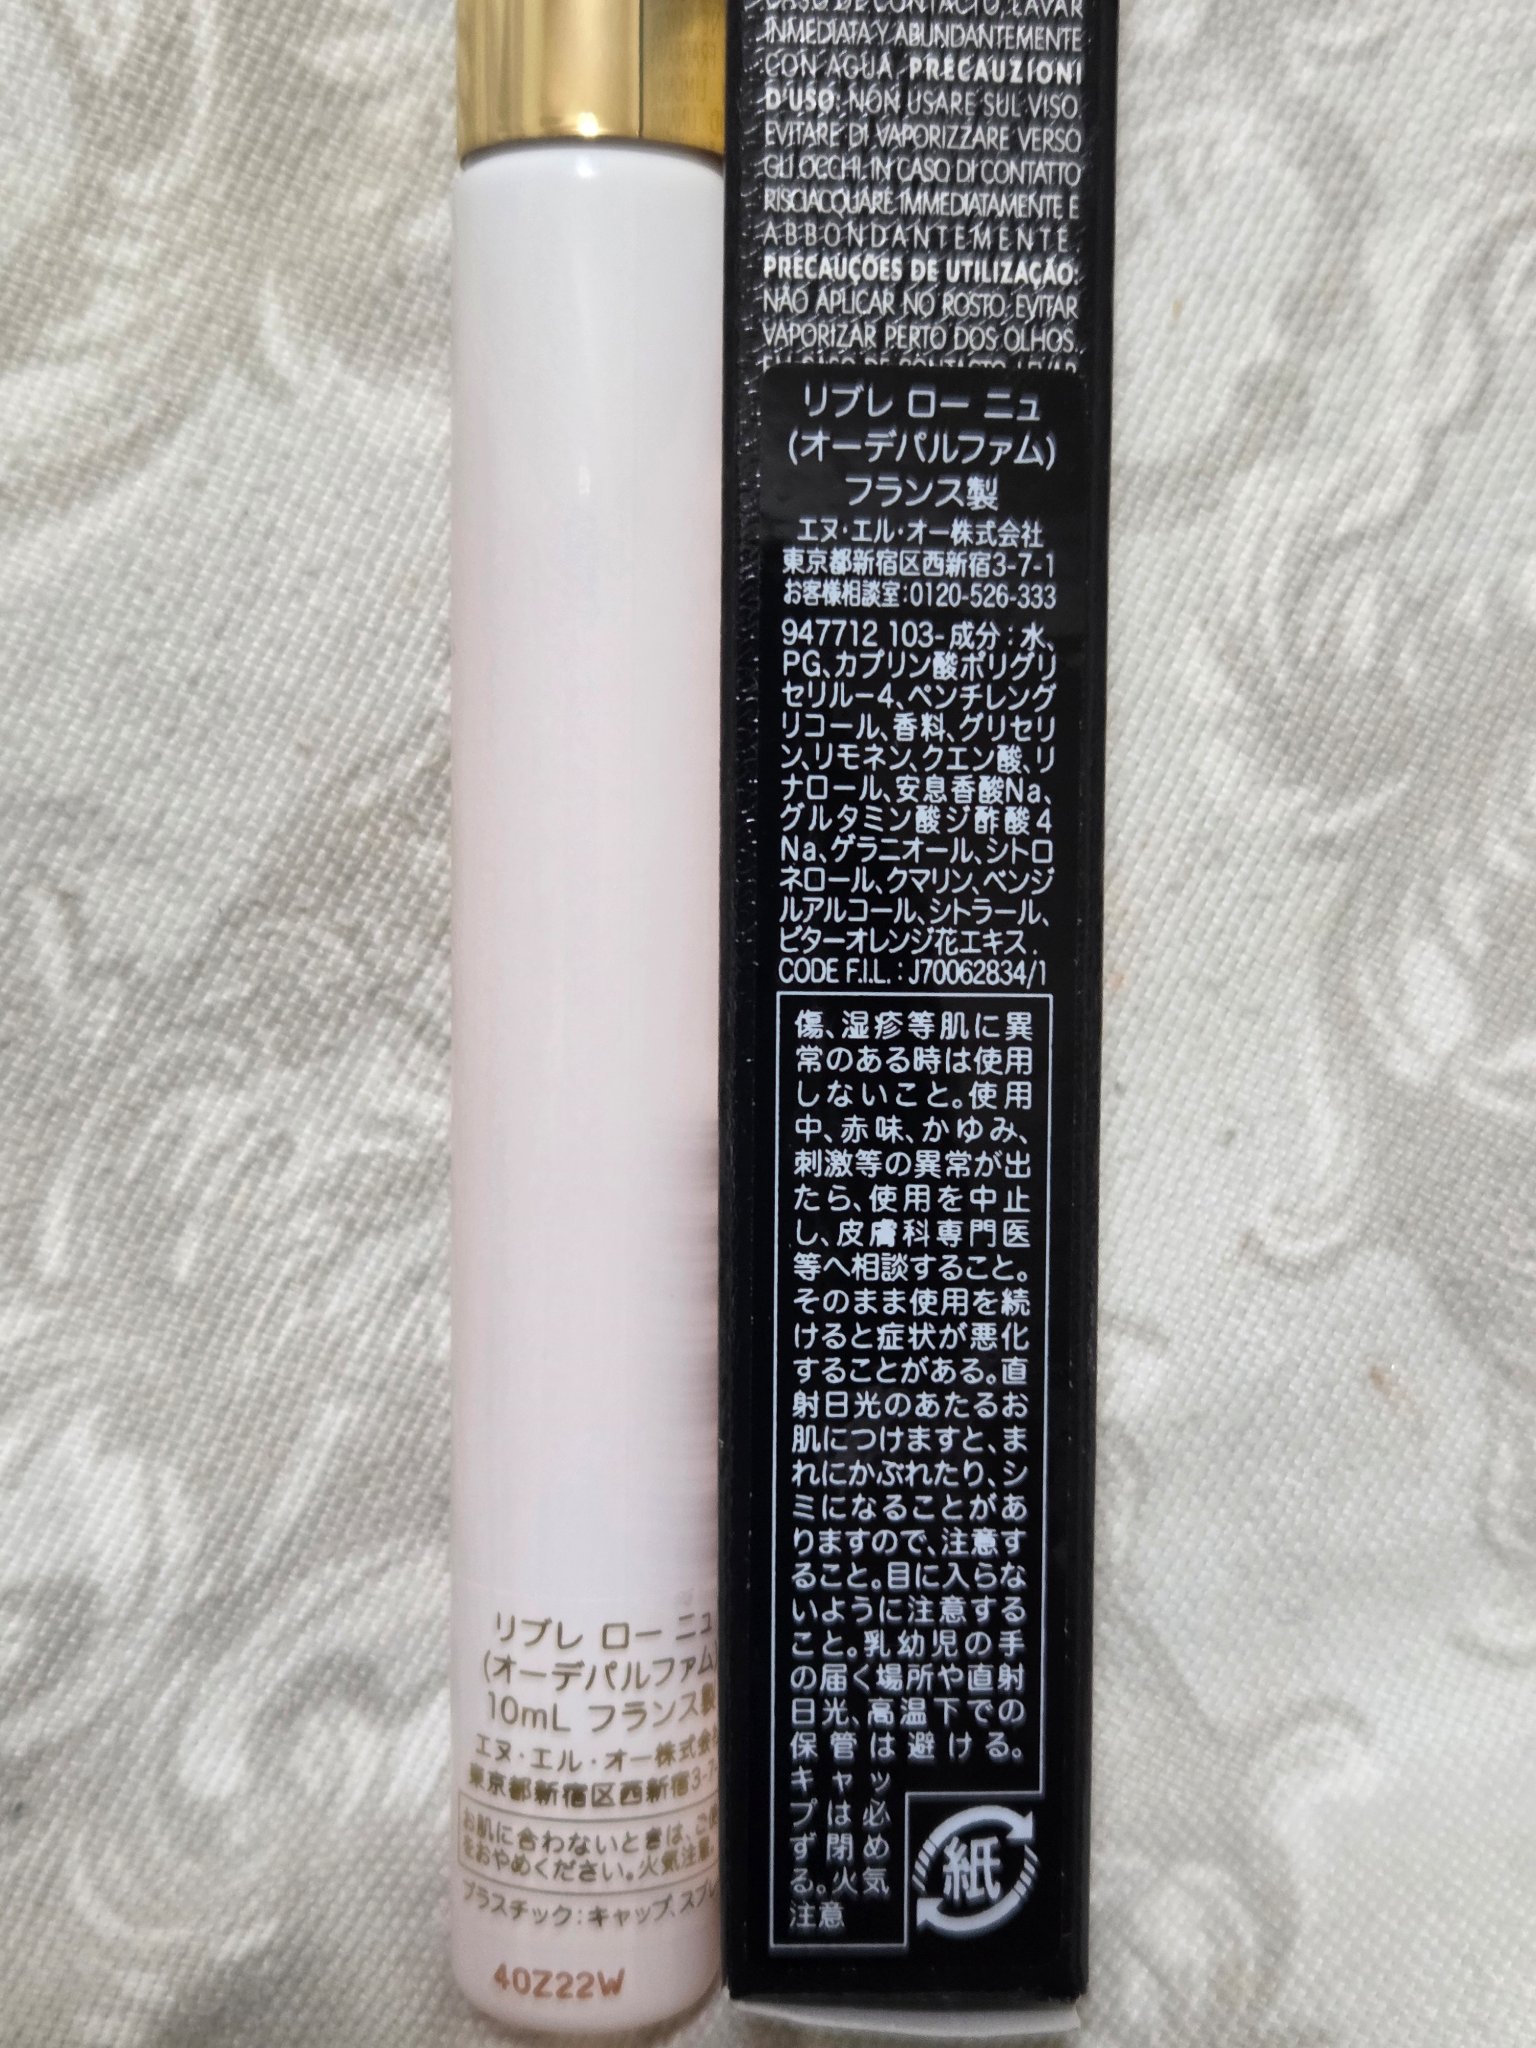 CASO DE CONTACTO, LAVAR
INMEDIATA Y ABUNDANTEMENTE
CON AGUA. PRECAUZIONI
D'USO: NON USARE SUL VISO.
EVITARE DI VAPORIZZARE VERSO
GLI OCCHI. IN CASO DI CONTATTO
RISCIACQUARE IMMEDIATAMENTE E
ABBONDANTEMENTE.
PRECAUÇÕES DE UTILIZAÇÃO:
NÃO APLICAR NO ROSTO. EVITAR
VAPORIZAR PERTO DOS OLHOS.
EM CASO DE CONTACTO, LEVAR
リブレ ロー ニュ
(オーデパルファム)
フランス製
エヌ・エル・オー株式会社
東京都新宿区西新宿3-7-1
お客様相談室:0120-526-333
947712 103- 成分:水、
PG、カプリン酸ポリグリ
セリル－4、ペンチレング
リコール、香料、グリセリ
ン、リモネン、クエン酸、リ
ナロール、安息香酸Na、
グルタミン酸ジ酢酸4
Na、ゲラニオール、シトロ
ネロール、クマリン、ベンジ
ルアルコール、シトラール、
ビターオレンジ花エキス.
CODE F.I.L. : J70062834/1
傷、湿疹等肌に異
常のある時は使用
しないこと。使用
中、赤味、かゆみ、
刺激等の異常が出
たら、使用を中止
し、皮膚科専門医
等へ相談すること。
そのまま使用を続
けると症状が悪化
することがある。直
射日光のあたるお
肌につけますと、ま
れにかぶれたり、シ
ミになることがあ
りますので、注意す
ること。目に入らな
いように注意する
こと。乳幼児の手
の届く場所や直射
日光、高温下での
保管は避ける。
キャッ
プは必
ず閉め
る。火気
注意
紙
リブレ ロー ニュ
(オーデパルファム)
10mL フランス製
エヌ・エル・オー株式会社
東京都新宿区西新宿3-7-
お肌に合わないときは、ご使
をおやめください。火気注意
プラスチック:キャップ、スプレ
40Z22W